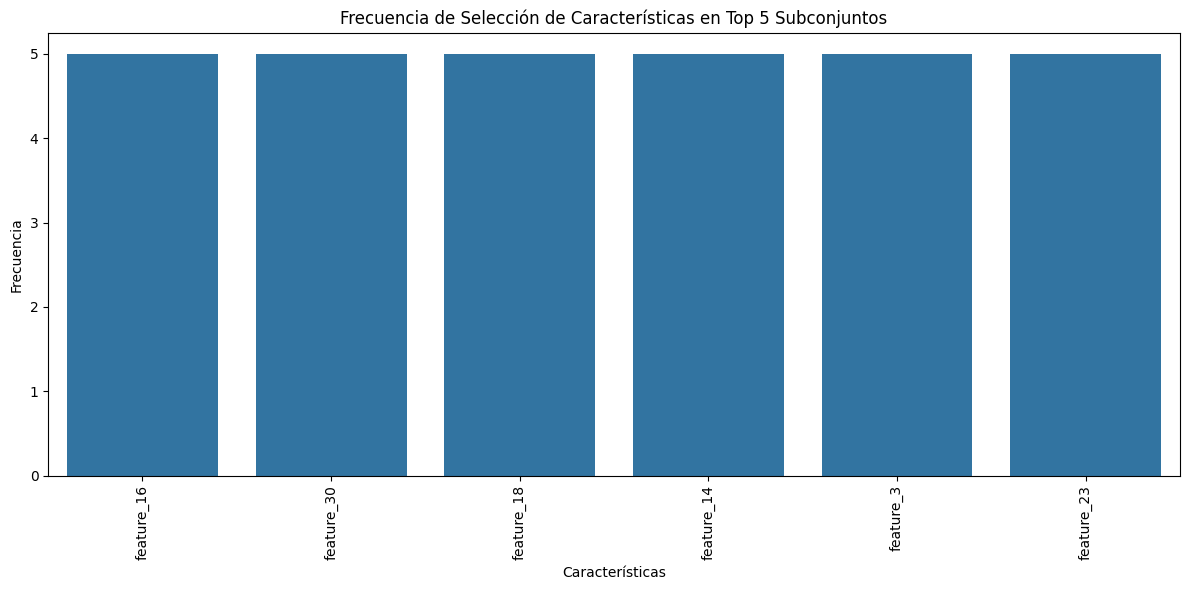 Frecuencia de Selección de Características en Top 5 Subconjuntos
Frecuencia
5
4
3
2
1
0
feature_16
feature_30
feature_18
feature_14
feature_3
feature_23
Características